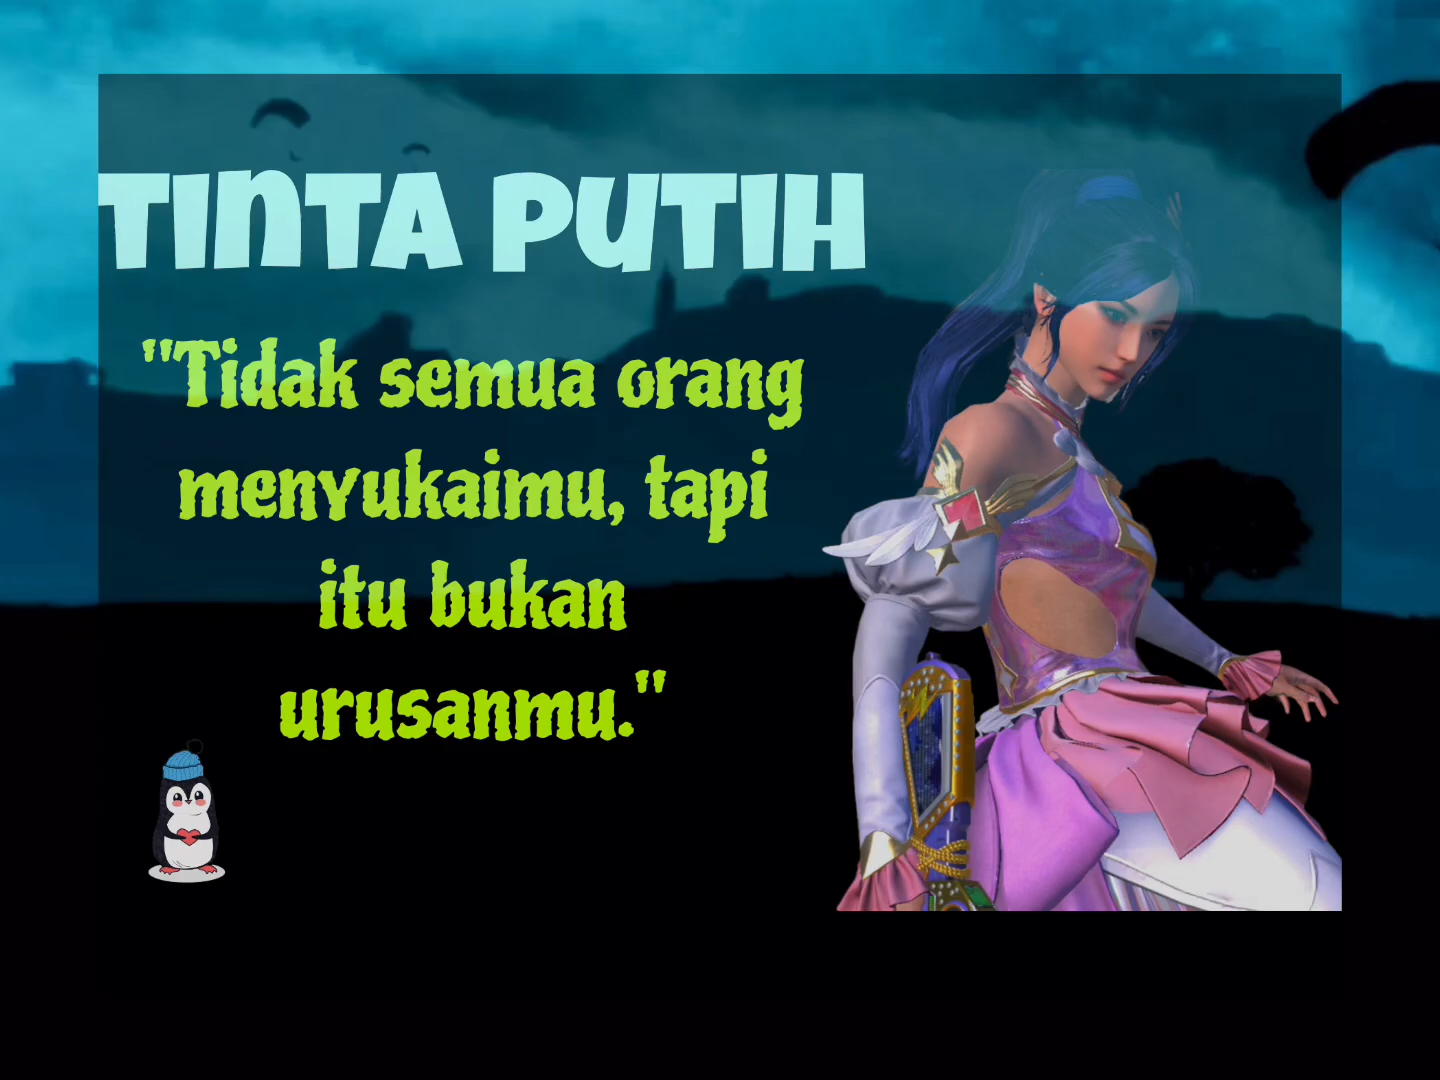 TINTA PUTIH
"Tidak semua orang
menyukaimu, tapi
itu bukan
urusanmu."